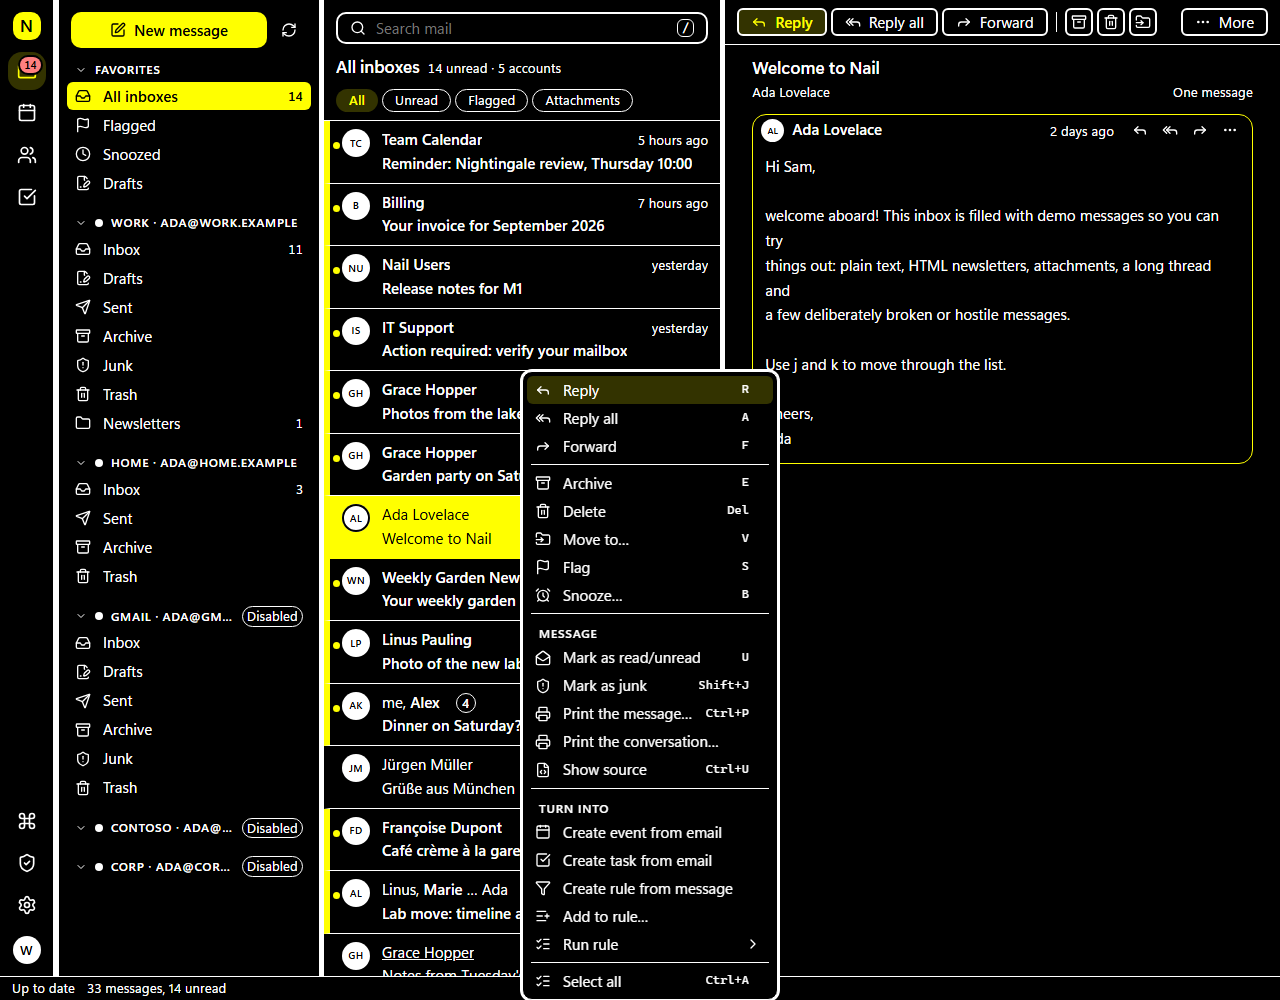 N
14
New message
FAVORITES
All inboxes 14
Flagged
Snoozed
Drafts
WORK · ADA@WORK.EXAMPLE
Inbox 11
Drafts
Sent
Archive
Junk
Trash
Newsletters 1
HOME · ADA@HOME.EXAMPLE
Inbox 3
Sent
Archive
Trash
GMAIL · ADA@GM... Disabled
Inbox
Drafts
Sent
Archive
Junk
Trash
CONTOSO · ADA@... Disabled
CORP · ADA@COR... Disabled
W
Search mail /
All inboxes 14 unread · 5 accounts
All Unread Flagged Attachments
TC Team Calendar 5 hours ago
Reminder: Nightingale review, Thursday 10:00
B Billing 7 hours ago
Your invoice for September 2026
NU Nail Users yesterday
Release notes for M1
IS IT Support yesterday
Action required: verify your mailbox
GH Grace Hopper
Photos from the lake
GH Grace Hopper
Garden party on Satu
AL Ada Lovelace
Welcome to Nail
WN Weekly Garden New
Your weekly garden
LP Linus Pauling
Photo of the new lab
AK me, Alex 4
Dinner on Saturday?
JM Jürgen Müller
Grüße aus München
FD Françoise Dupont
Café crème à la gare
AL Linus, Marie ... Ada
Lab move: timeline a
GH Grace Hopper
Notes from Tuesday's
Reply Reply all Forward More
Welcome to Nail
Ada Lovelace One message
AL Ada Lovelace 2 days ago
Hi Sam,
welcome aboard! This inbox is filled with demo messages so you can
try
things out: plain text, HTML newsletters, attachments, a long thread
and
a few deliberately broken or hostile messages.
Use j and k to move through the list.
heers,
da
Reply R
Reply all A
Forward F
Archive E
Delete Del
Move to... V
Flag S
Snooze... B
MESSAGE
Mark as read/unread U
Mark as junk Shift+J
Print the message... Ctrl+P
Print the conversation...
Show source Ctrl+U
TURN INTO
Create event from email
Create task from email
Create rule from message
Add to rule...
Run rule
Select all Ctrl+A
Up to date 33 messages, 14 unread